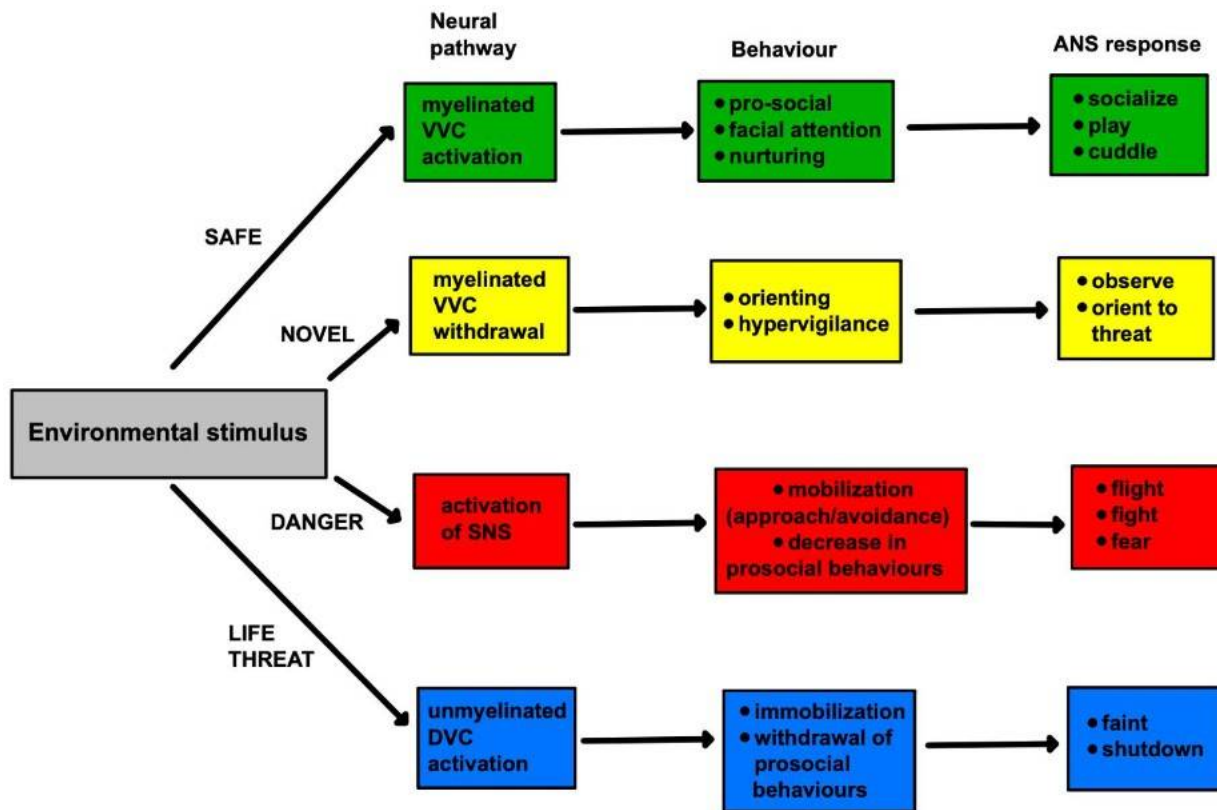 Neural
pathway
Behaviour
ANS response
SAFE
myelinated
VVC
activation
• pro-social
• facial attention
• nurturing
• socialize
• play
• cuddle
NOVEL
myelinated
VVC
withdrawal
• orienting
• hypervigilance
• observe
• orient to
threat
Environmental stimulus
DANGER
activation
of SNS
• mobilization
(approach/avoidance)
• decrease in
prosocial behaviours
• flight
• fight
• fear
LIFE
THREAT
unmyelinated
DVC
activation
• immobilization
• withdrawal of
prosocial
behaviours
• faint
• shutdown